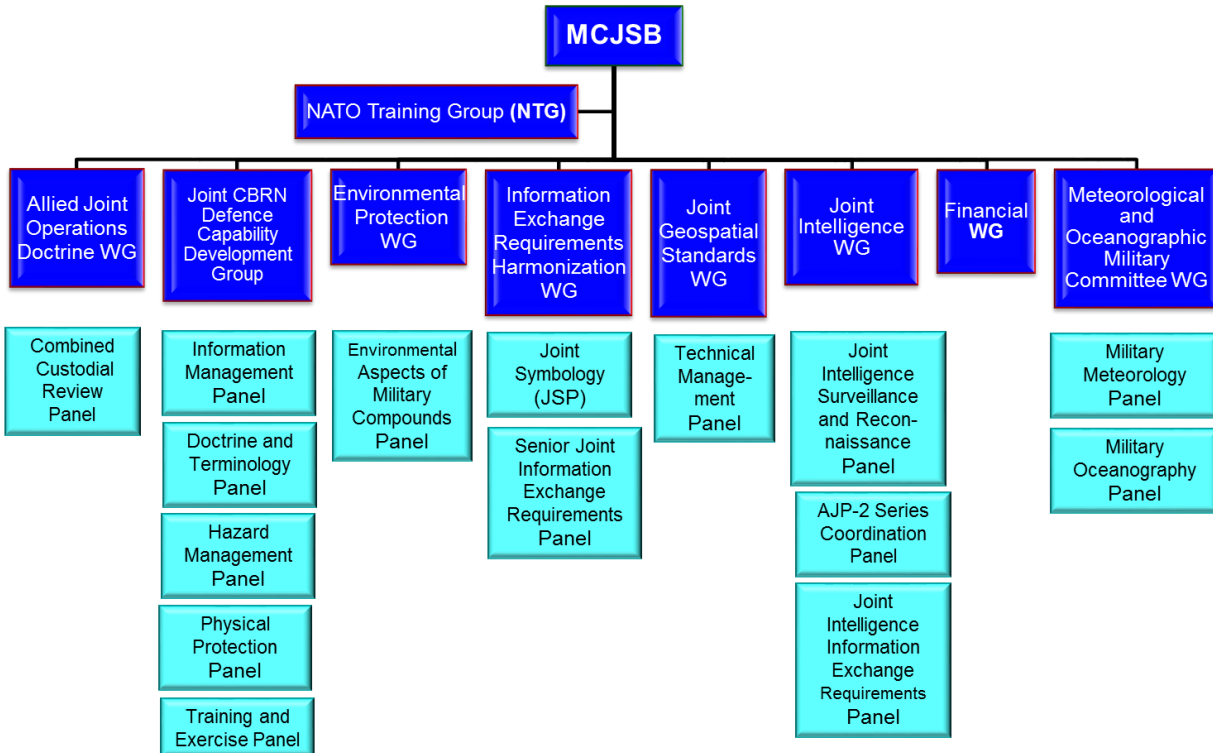 MCJSB
NATO Training Group (NTG)
Allied Joint
Operations
Doctrine WG
Joint CBRN
Defence
Capability
Development
Group
Environmental
Protection
WG
Information
Exchange
Requirements
Harmonization
WG
Joint
Geospatial
Standards
WG
Joint
Intelligence
WG
Financial
WG
Meteorological
and
Oceanographic
Military
Committee WG
Combined
Custodial
Review
Panel
Information
Management
Panel
Doctrine and
Terminology
Panel
Hazard
Management
Panel
Physical
Protection
Panel
Training and
Exercise Panel
Environmental
Aspects of
Military
Compounds
Panel
Joint
Symbology
(JSP)
Senior Joint
Information
Exchange
Requirements
Panel
Technical
Manage-
ment
Panel
Joint
Intelligence
Surveillance
and Recon-
naissance
Panel
AJP-2 Series
Coordination
Panel
Joint
Intelligence
Information
Exchange
Requirements
Panel
Military
Meteorology
Panel
Military
Oceanography
Panel